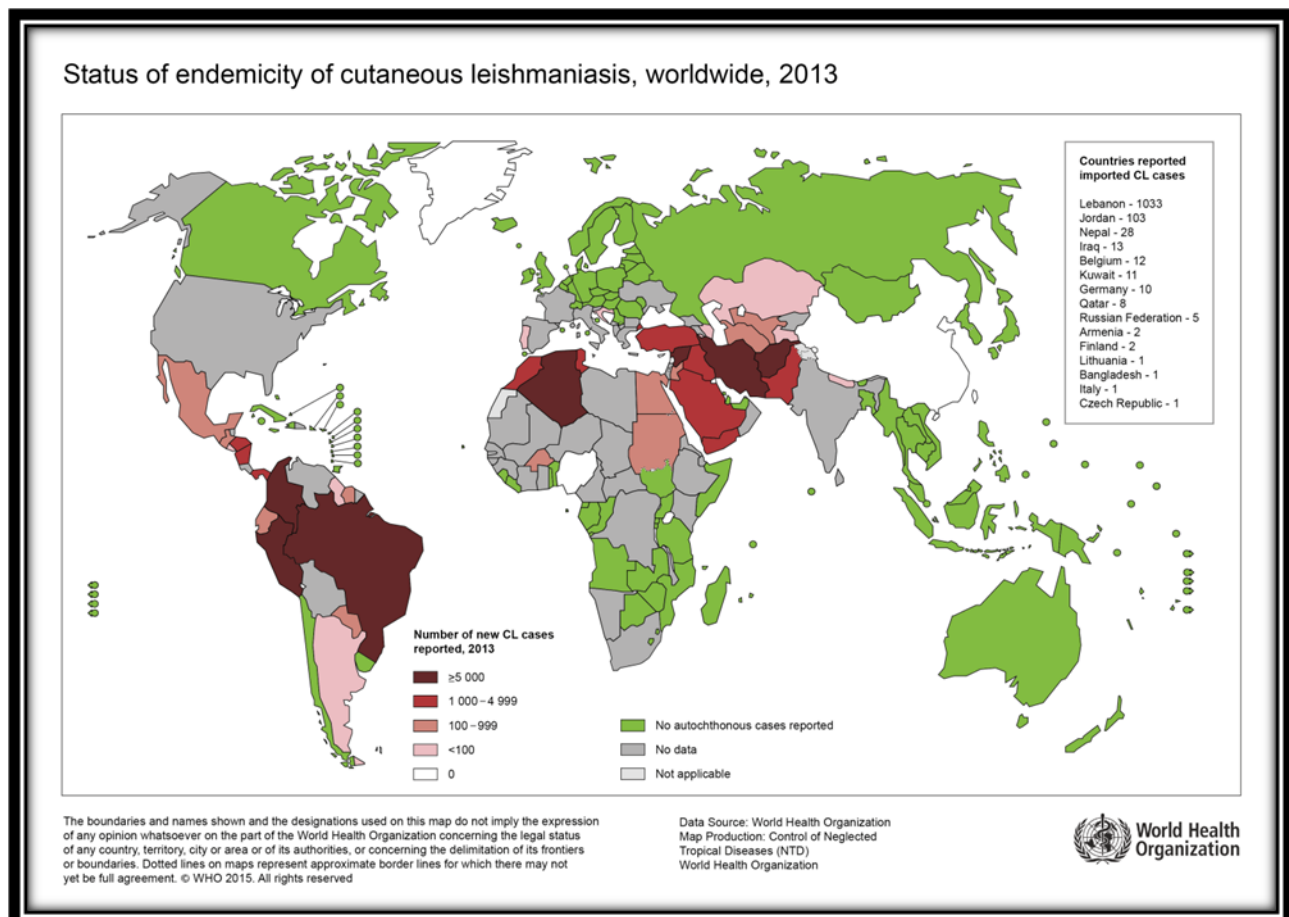 Status of endemicity of cutaneous leishmaniasis, worldwide, 2013
Countries reported
imported CL cases
Lebanon - 1033
Jordan - 103
Nepal - 28
Iraq - 13
Belgium - 12
Kuwait - 11
Germany - 10
Qatar - 8
Russian Federation - 5
Armenia - 2
Finland - 2
Lithuania - 1
Bangladesh - 1
Italy - 1
Czech Republic - 1
Number of new CL cases
reported, 2013
≥5 000
1 000–4 999
100–999
<100
0
No autochthonous cases reported
No data
Not applicable
The boundaries and names shown and the designations used on this map do not imply the expression
of any opinion whatsoever on the part of the World Health Organization concerning the legal status
of any country, territory, city or area or of its authorities, or concerning the delimitation of its frontiers
or boundaries. Dotted lines on maps represent approximate border lines for which there may not
yet be full agreement. © WHO 2015. All rights reserved
Data Source: World Health Organization
Map Production: Control of Neglected
Tropical Diseases (NTD)
World Health Organization
World Health
Organization